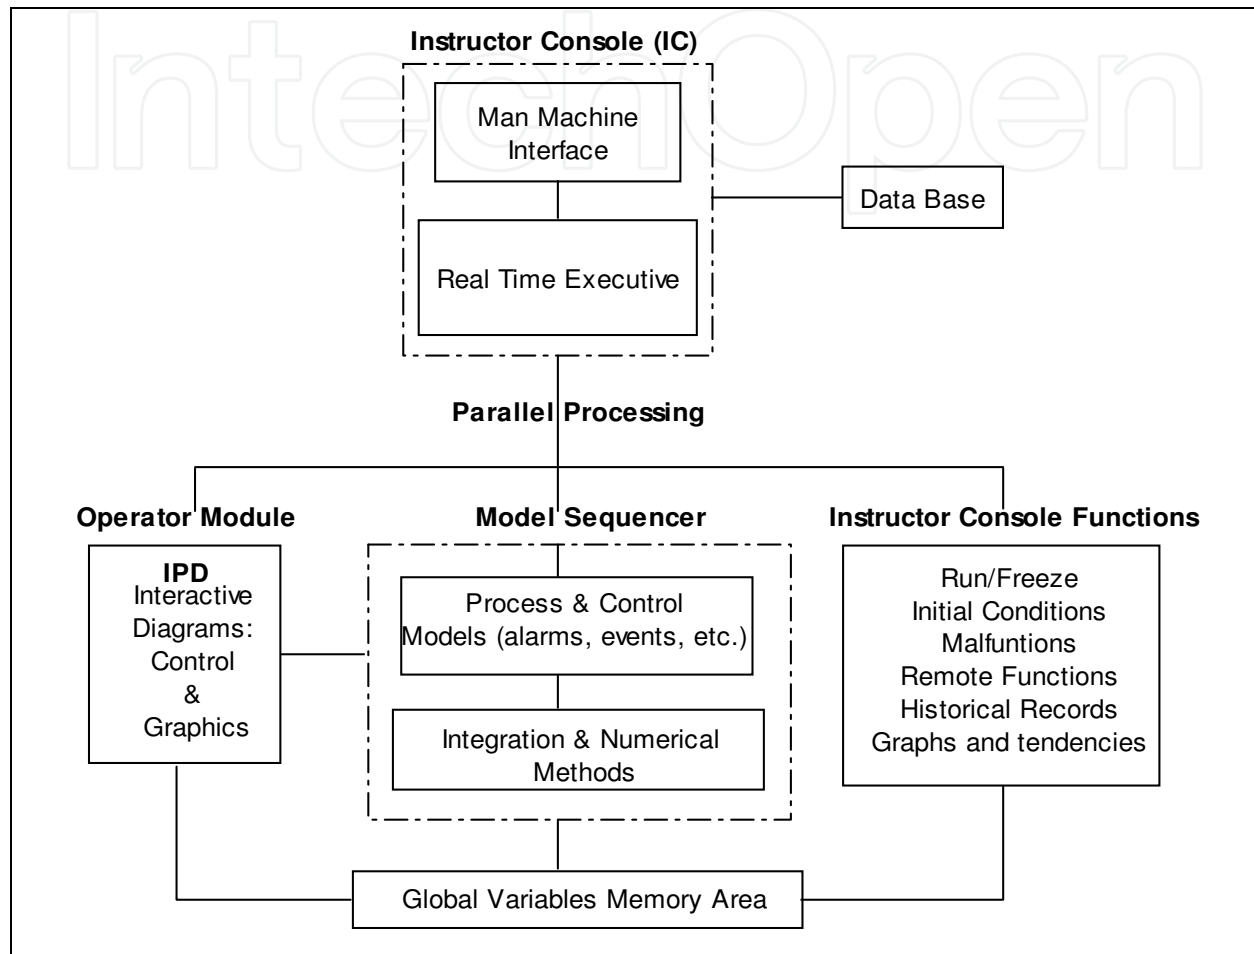 IntechOpen
Instructor Console (IC)
Man Machine
Interface
Real Time Executive
Data Base
Parallel Processing
Operator Module
IPD
Interactive
Diagrams:
Control
&
Graphics
Model Sequencer
Process & Control
Models (alarms, events, etc.)
Integration & Numerical
Methods
Instructor Console Functions
Run/Freeze
Initial Conditions
Malfuntions
Remote Functions
Historical Records
Graphs and tendencies
Global Variables Memory Area